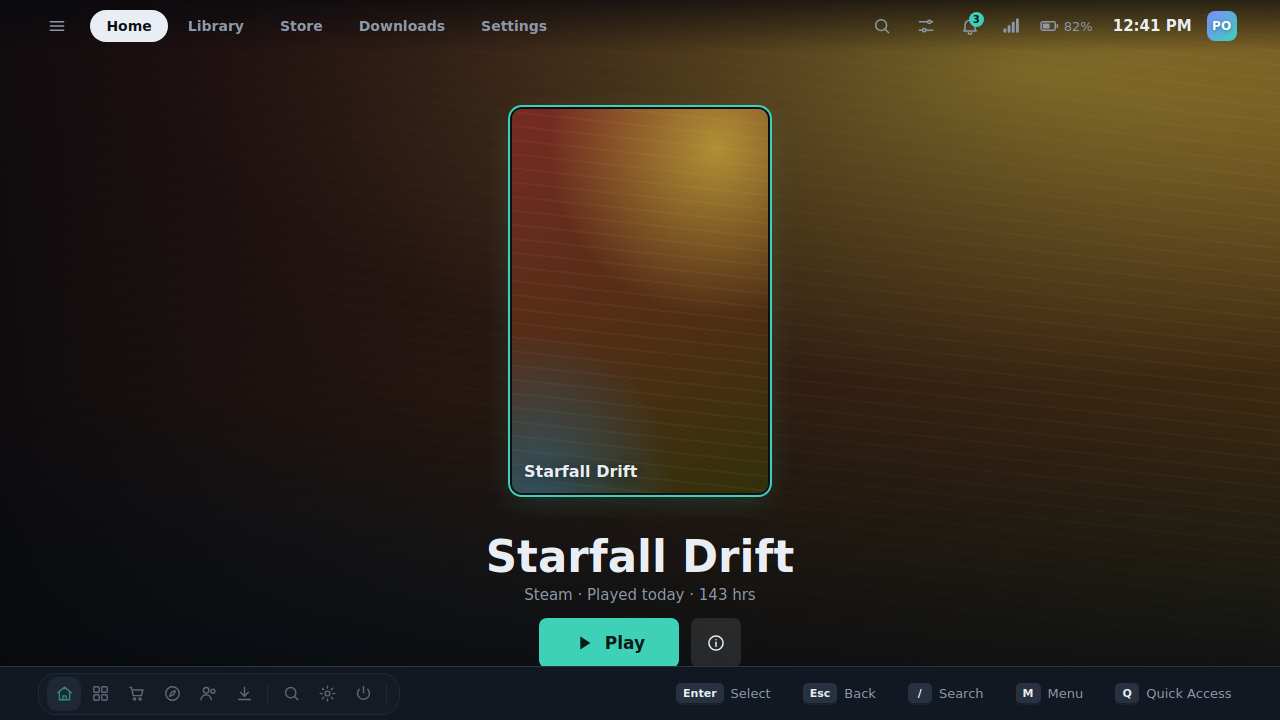 Home Library Store Downloads Settings 3 82% 12:41 PM PO
Starfall Drift
Starfall Drift
Steam · Played today · 143 hrs
Play
Enter Select Esc Back / Search M Menu Q Quick Access